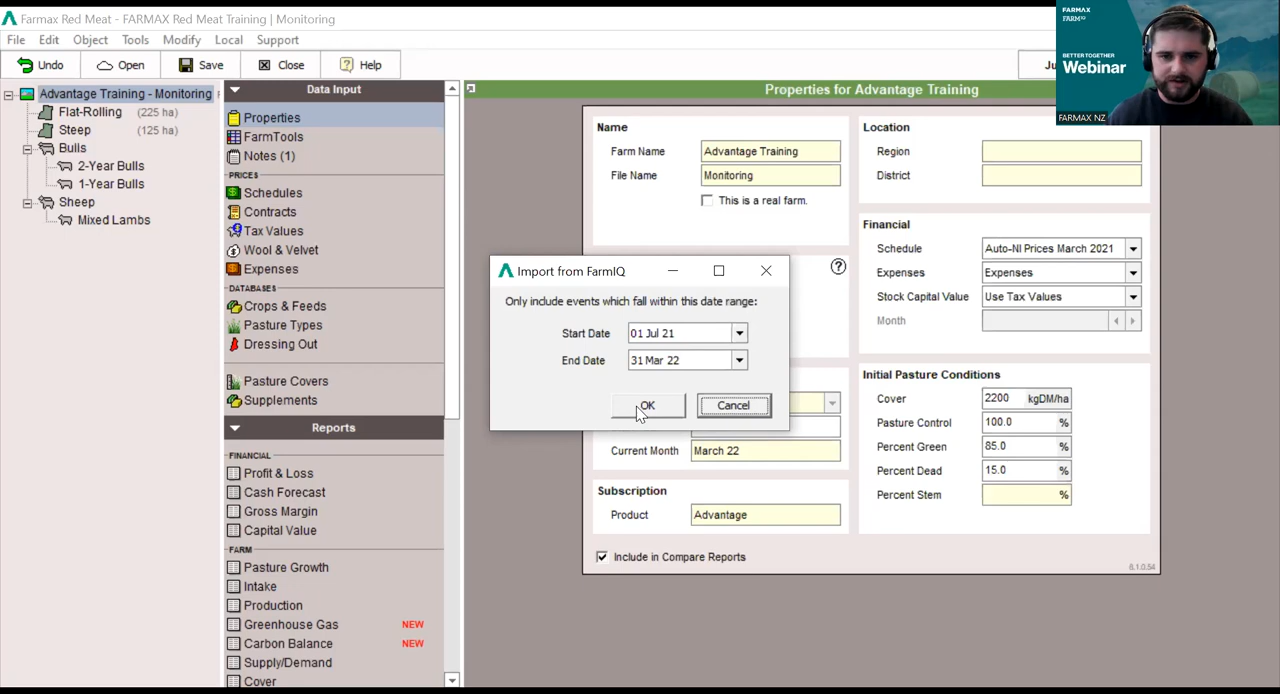 Farmax Red Meat - FARMAX Red Meat Training | Monitoring
File Edit Object Tools Modify Local Support
Undo Open Save Close Help
Ju
FARMAX
FARMIQ
BETTER TOGETHER
Webinar
FARMAX NZ
Advantage Training - Monitoring
Flat-Rolling (225 ha)
Steep (125 ha)
Bulls
2-Year Bulls
1-Year Bulls
Sheep
Mixed Lambs
Data Input
Properties
FarmTools
Notes (1)
PRICES
Schedules
Contracts
Tax Values
Wool & Velvet
Expenses
DATABASES
Crops & Feeds
Pasture Types
Dressing Out
Pasture Covers
Supplements
Reports
FINANCIAL
Profit & Loss
Cash Forecast
Gross Margin
Capital Value
FARM
Pasture Growth
Intake
Production
Greenhouse Gas NEW
Carbon Balance NEW
Supply/Demand
Cover
Properties for Advantage Training
Name
Farm Name Advantage Training
File Name Monitoring
This is a real farm.
Import from FarmIQ
Only include events which fall within this date range:
Start Date 01 Jul 21
End Date 31 Mar 22
OK Cancel
Current Month March 22
Subscription
Product Advantage
Include in Compare Reports
Location
Region
District
Financial
Schedule Auto-NI Prices March 2021
Expenses Expenses
Stock Capital Value Use Tax Values
Month
Initial Pasture Conditions
Cover 2200 kgDM/ha
Pasture Control 100.0 %
Percent Green 85.0 %
Percent Dead 15.0 %
Percent Stem %
8.1.0.54